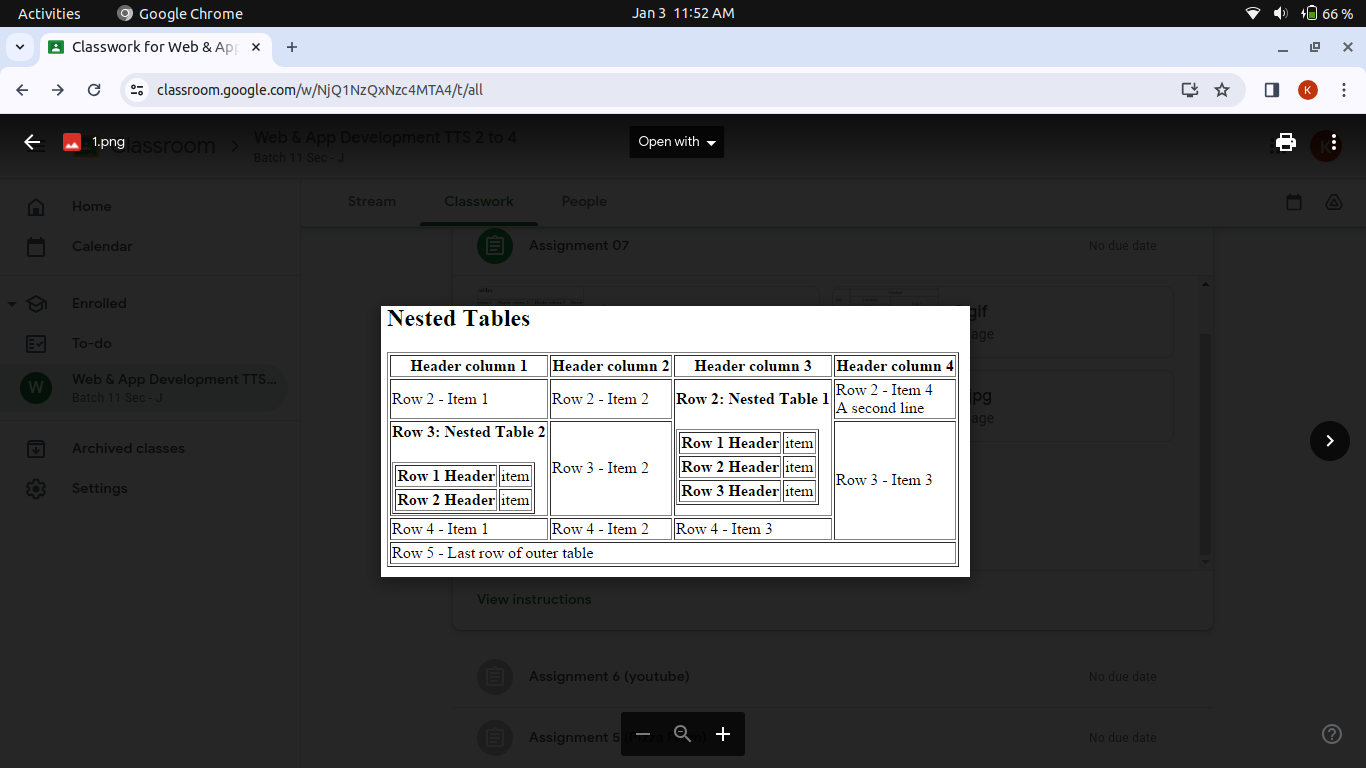 Activities
Google Chrome
Jan 3 11:52 AM
66 %
Classwork for Web & Ap
classroom.google.com/w/NjQ1NzQxNzc4MTA4/t/all
K
1.png
Classroom
Web & App Development TTS 2 to 4
Batch 11 Sec - J
Open with
K
Home
Stream
Classwork
People
Calendar
Assignment 07
No due date
Enrolled
To-do
W
Web & App Development TTS...
Batch 11 Sec - J
Archived classes
Settings
Nested Tables
Header column 1
Header column 2
Header column 3
Header column 4
Row 2 - Item 1
Row 2 - Item 2
Row 2: Nested Table 1
Row 1 Header item
Row 2 Header item
Row 3 Header item
Row 2 - Item 4
A second line
Row 3: Nested Table 2
Row 1 Header item
Row 2 Header item
Row 3 - Item 2
Row 3 - Item 3
Row 4 - Item 1
Row 4 - Item 2
Row 4 - Item 3
Row 5 - Last row of outer table
View instructions
Assignment 6 (youtube)
No due date
Assignment 5
No due date